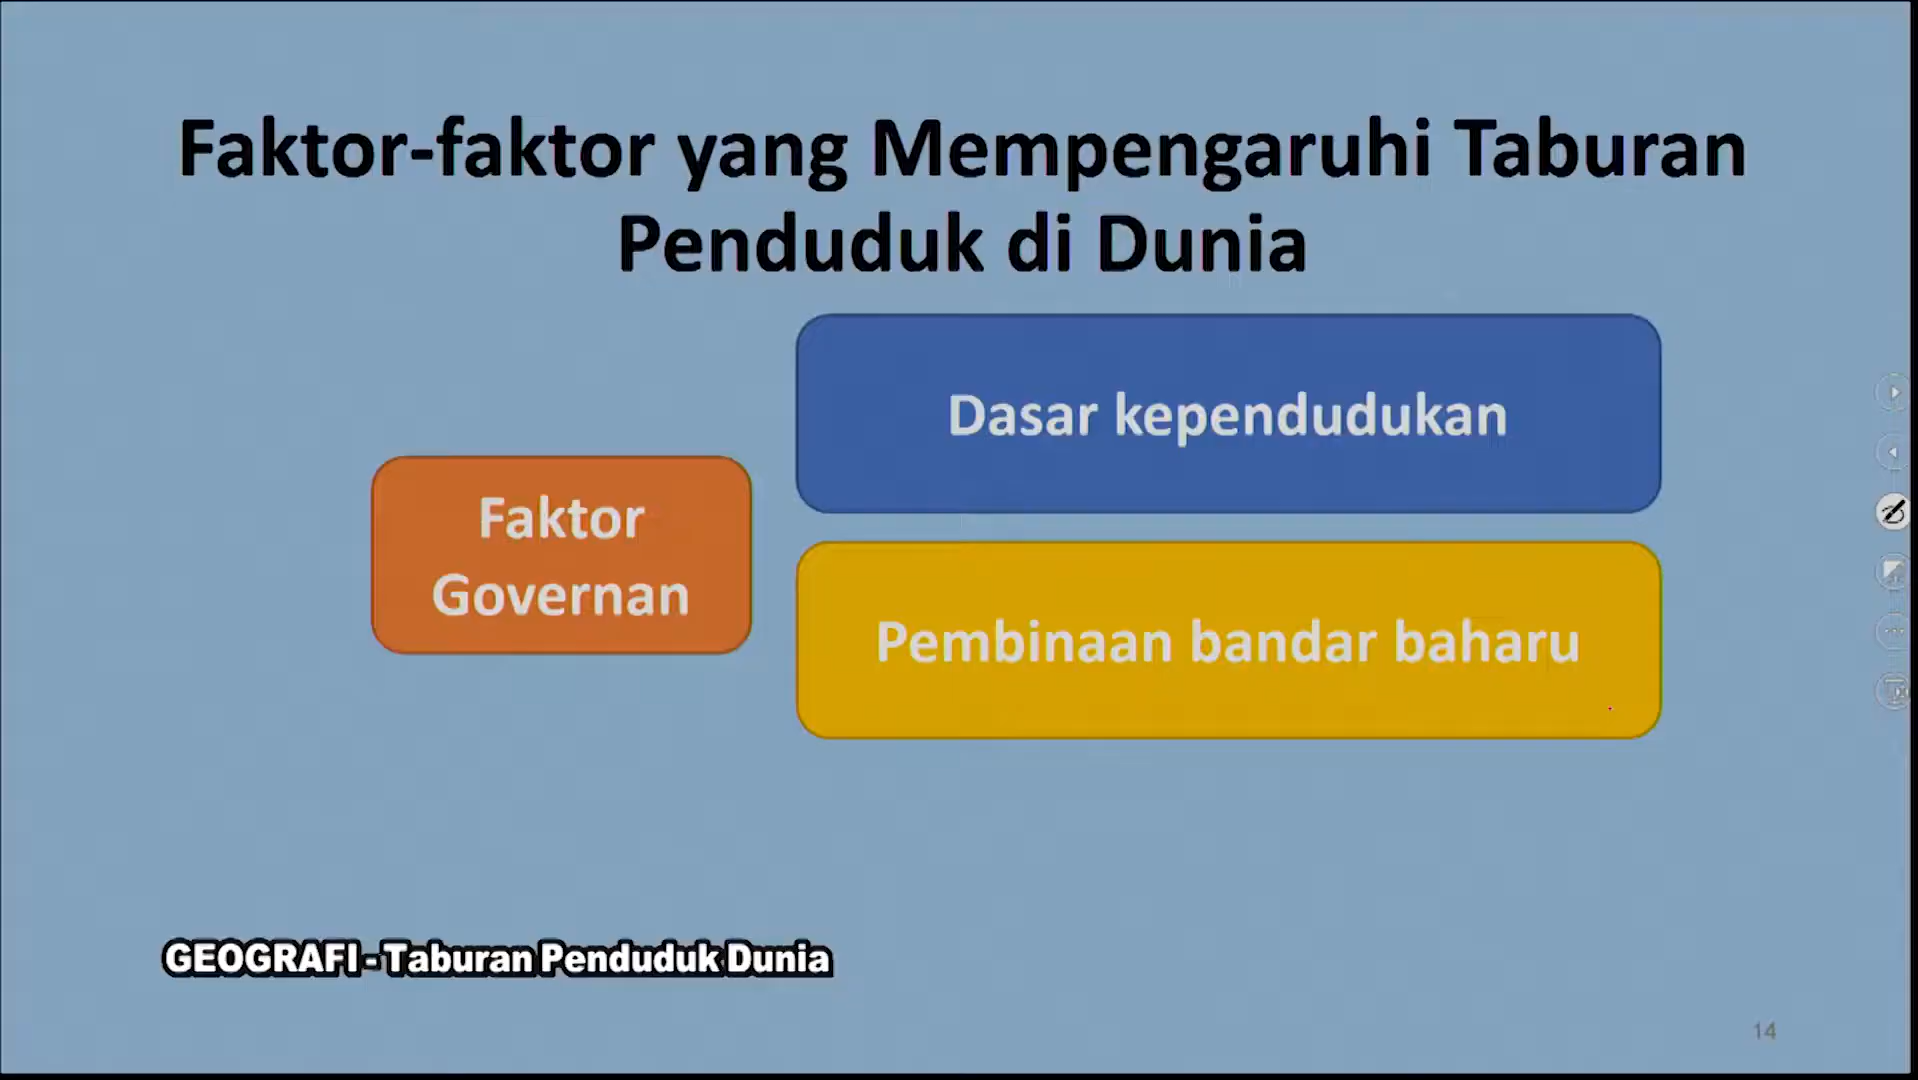 Faktor-faktor yang Mempengaruhi Taburan
Penduduk di Dunia
Dasar kependudukan
Faktor
Governan
Pembinaan bandar baharu
GEOGRAFI - Taburan Penduduk Dunia
14